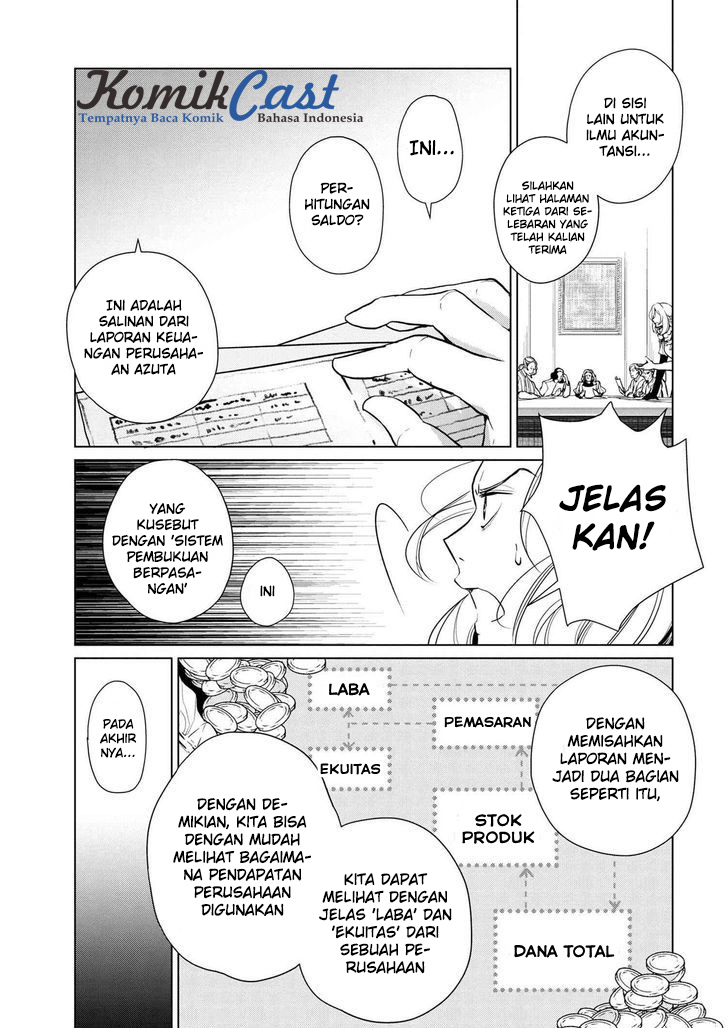 KomikCast
Tempatnya Baca Komik Bahasa Indonesia
DI SISI
LAIN UNTUK
ILMU AKUN-
TANSI...
SILAHKAN
LIHAT HALAMAN
KETIGA DARI SE-
LEBARAN YANG
TELAH KALIAN
TERIMA
INI...
PER-
HITUNGAN
SALDO?
INI ADALAH
SALINAN DARI
LAPORAN KEU-
ANGAN PERUSAHA-
AN AZUTA
JELAS
KAN!
INI
YANG
KUSEBUT
DENGAN 'SISTEM
PEMBUKUAN
BERPASA-
NGAN'
DENGAN
MEMISAHKAN
LAPORAN MEN-
JADI DUA BAGIAN
SEPERTI ITU,
LABA
PEMASARAN
EKUITAS
STOK
PRODUK
DANA TOTAL
KITA DAPAT
MELIHAT DENGAN
JELAS 'LABA' DAN
'EKUITAS' DARI
SEBUAH PE-
RUSAHAAN
DENGAN DE-
MIKIAN, KITA BISA
DENGAN MUDAH
MELIHAT BAGAIMA-
NA PENDAPATAN
PERUSAHAAN
DIGUNAKAN
PADA
AKHIR
NYA...